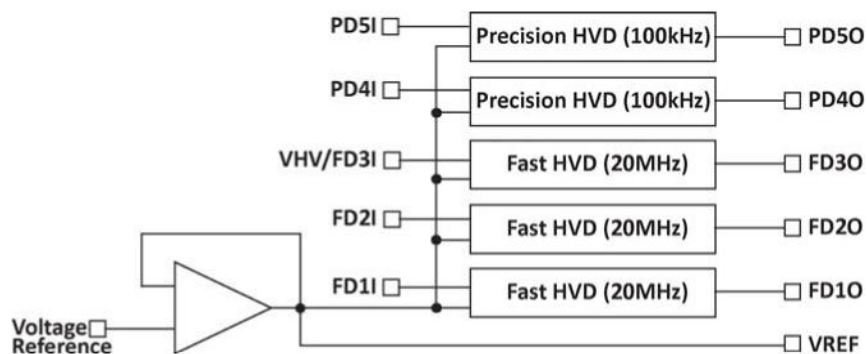 PD5I
Precision HVD (100kHz)
PD5O
PD4I
Precision HVD (100kHz)
PD4O
VHV/FD3I
Fast HVD (20MHz)
FD3O
FD2I
Fast HVD (20MHz)
FD2O
FD1I
Fast HVD (20MHz)
FD1O
Voltage
Reference
VREF